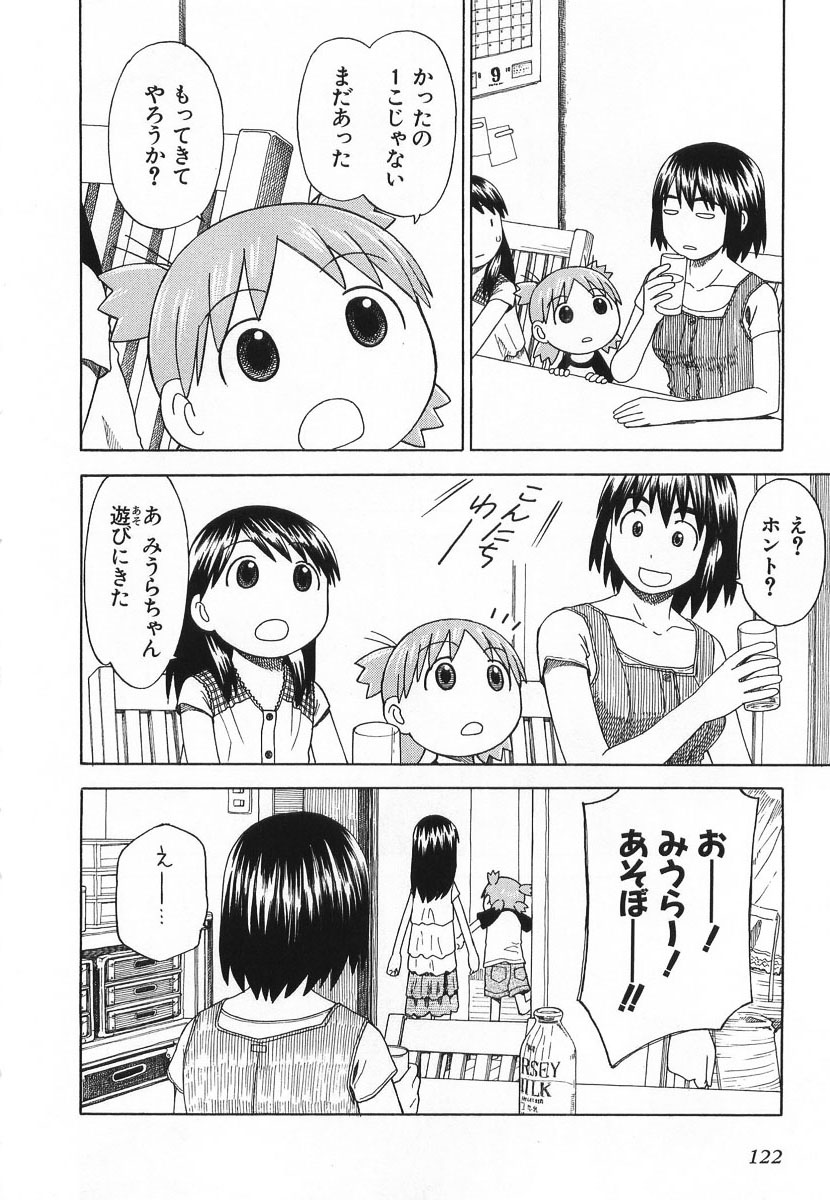 9
かったの
1こじゃない
まだあった
もってきて
やろうか?
え?
ホント?
こんにち
わー
あ みうらちゃん
遊びにきた
あそ
おー!
みうらー!
あそぼーー!!
えー…
RSEY
ILK
122